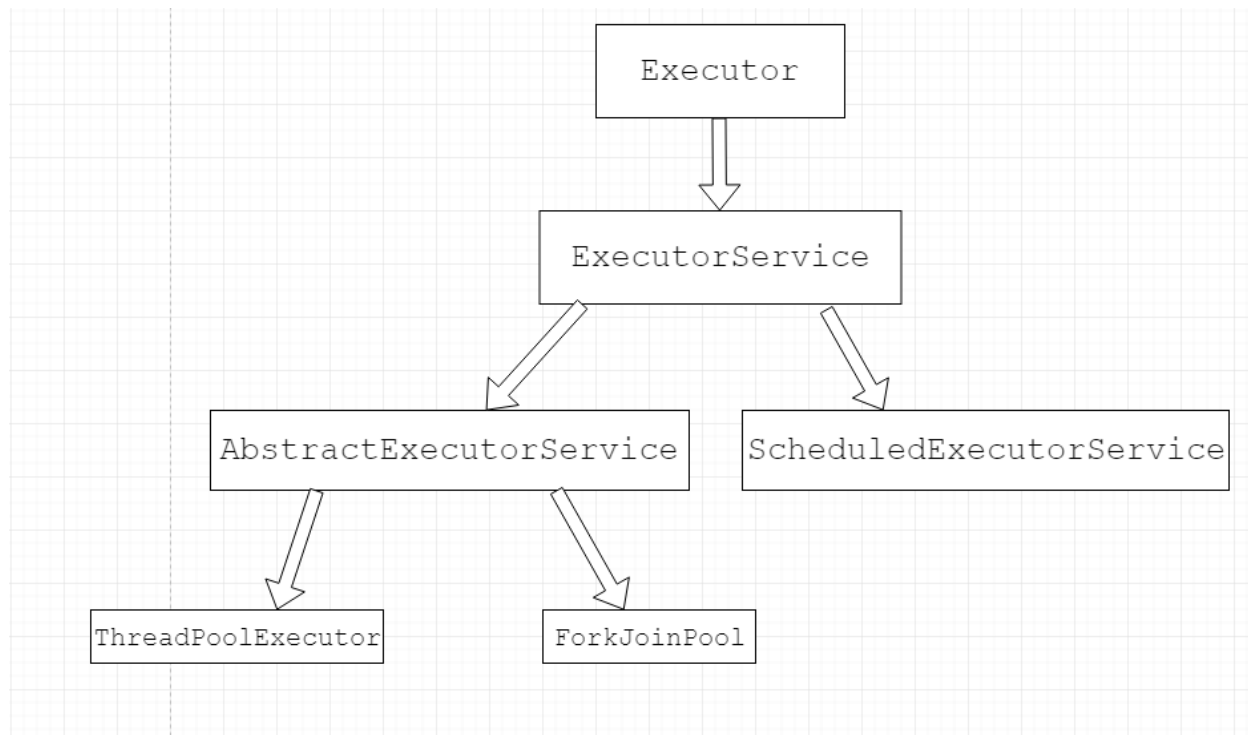 Executor
ExecutorService
AbstractExecutorService
ScheduledExecutorService
ThreadPoolExecutor
ForkJoinPool